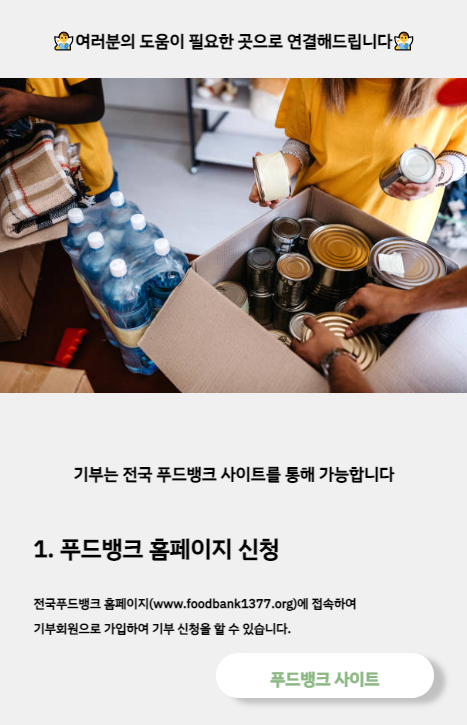 여러분의 도움이 필요한 곳으로 연결해드립니다
기부는 전국 푸드뱅크 사이트를 통해 가능합니다
1. 푸드뱅크 홈페이지 신청
전국푸드뱅크 홈페이지(www.foodbank1377.org)에 접속하여
기부회원으로 가입하여 기부 신청을 할 수 있습니다.
푸드뱅크 사이트